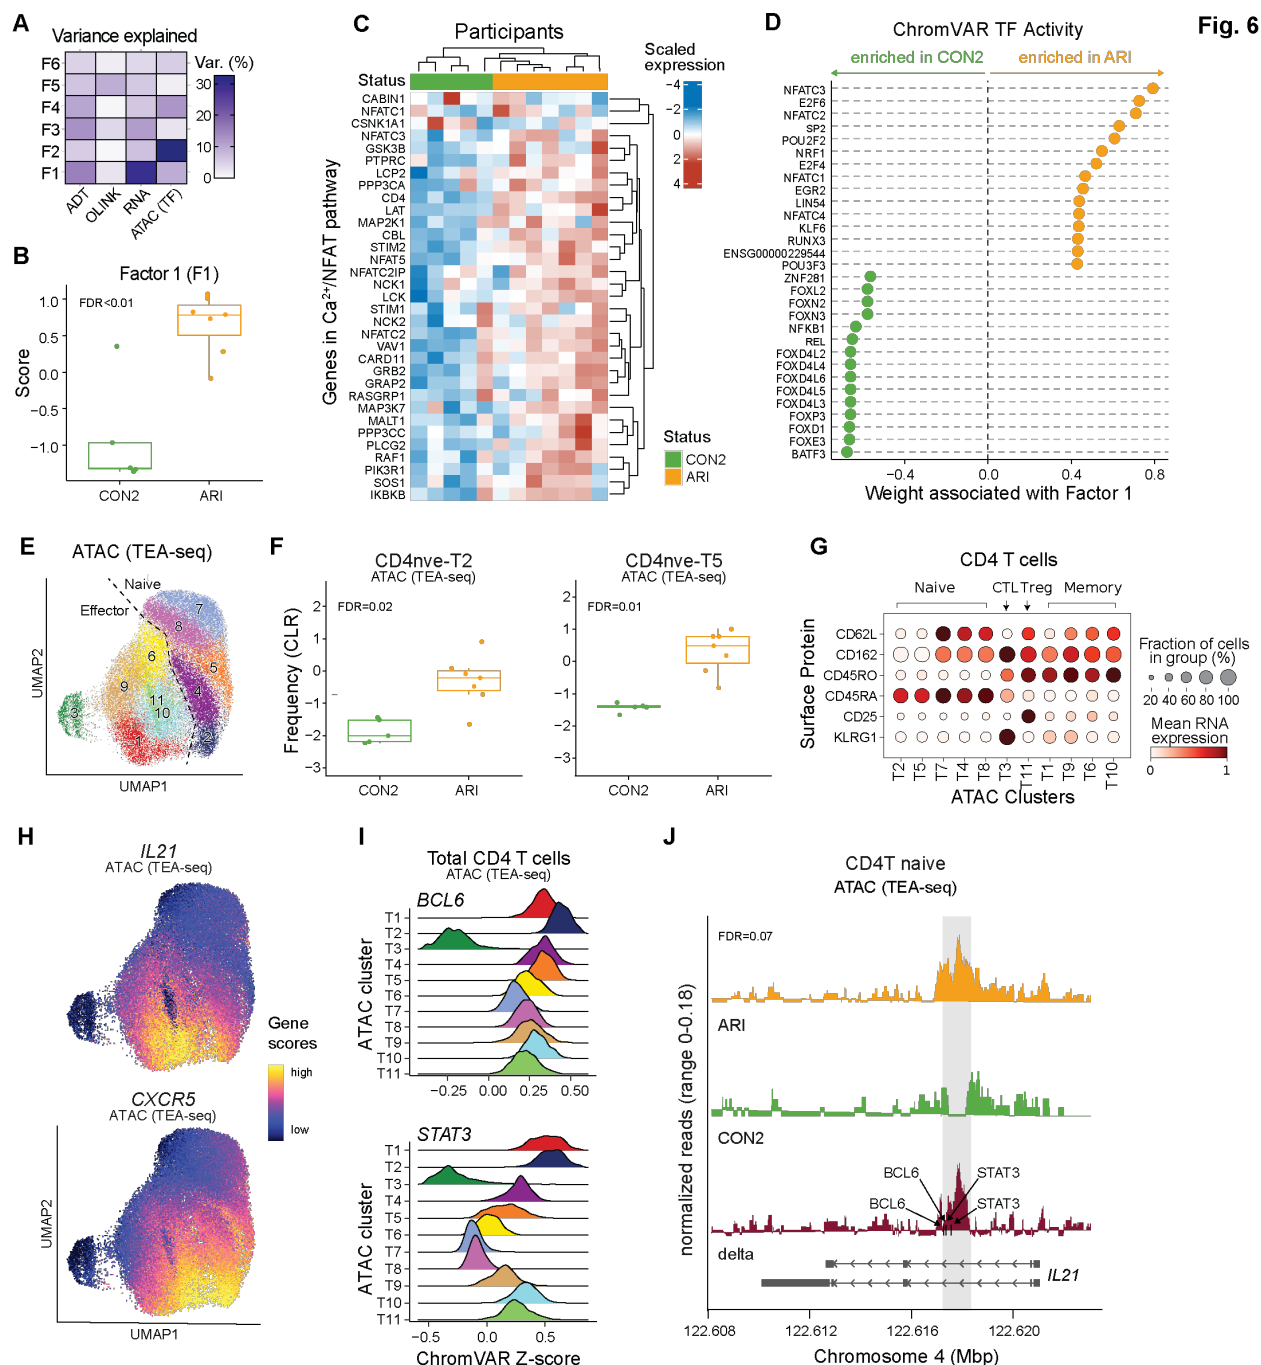 Fig. 6
A
Variance explained
F6
F5
F4
F3
F2
F1
ADT
OLINK
RNA
ATAC (TF)
Var. (%)
30
20
10
0
B
Factor 1 (F1)
FDR<0.01
Score
1.0
0.5
0.0
−0.5
−1.0
CON2
ARI
C
Participants
Status
Genes in Ca²⁺/NFAT pathway
CABIN1
NFATC1
CSNK1A1
NFATC3
GSK3B
PTPRC
LCP2
PPP3CA
CD4
LAT
MAP2K1
CBL
STIM2
NFAT5
NFATC2IP
NCK1
LCK
STIM1
NCK2
NFATC2
VAV1
CARD11
GRB2
GRAP2
RASGRP1
MAP3K7
MALT1
PPP3CC
PLCG2
RAF1
PIK3R1
SOS1
IKBKB
Scaled
expression
−4
−2
0
2
4
Status
CON2
ARI
D
ChromVAR TF Activity
enriched in CON2
enriched in ARI
NFATC3
E2F6
NFATC2
SP2
POU2F2
NRF1
E2F4
NFATC1
EGR2
LIN54
NFATC4
KLF6
RUNX3
ENSG00000229544
POU3F3
ZNF281
FOXL2
FOXN2
FOXN3
NFKB1
REL
FOXD4L2
FOXD4L4
FOXD4L6
FOXD4L5
FOXD4L3
FOXP3
FOXD1
FOXE3
BATF3
−0.4
0.0
0.4
0.8
Weight associated with Factor 1
E
ATAC (TEA-seq)
Naive
Effector
7
8
6
5
9
4
11
10
3
1
2
UMAP2
UMAP1
F
CD4nve-T2
ATAC (TEA-seq)
FDR=0.02
Frequency (CLR)
2
1
0
−1
−2
−3
CON2
ARI
CD4nve-T5
ATAC (TEA-seq)
FDR=0.01
2
1
0
−1
−2
−3
CON2
ARI
G
CD4 T cells
Naive
CTL
Treg
Memory
Surface Protein
CD62L
CD162
CD45RO
CD45RA
CD25
KLRG1
T2
T5
T7
T4
T8
T3
T11
T1
T9
T6
T10
ATAC Clusters
Fraction of cells
in group (%)
20 40 60 80 100
Mean RNA
expression
0
1
H
IL21
ATAC (TEA-seq)
Gene
scores
high
low
CXCR5
ATAC (TEA-seq)
UMAP2
UMAP1
I
Total CD4 T cells
ATAC (TEA-seq)
BCL6
ATAC cluster
T1
T2
T3
T4
T5
T6
T7
T8
T9
T10
T11
−0.25
0.00
0.25
0.50
STAT3
ATAC cluster
T1
T2
T3
T4
T5
T6
T7
T8
T9
T10
T11
−0.5
0.0
0.5
ChromVAR Z-score
J
CD4T naive
ATAC (TEA-seq)
FDR=0.07
normalized reads (range 0-0.18)
ARI
CON2
BCL6
STAT3
BCL6
STAT3
delta
IL21
122.608
122.612
122.616
122.620
Chromosome 4 (Mbp)